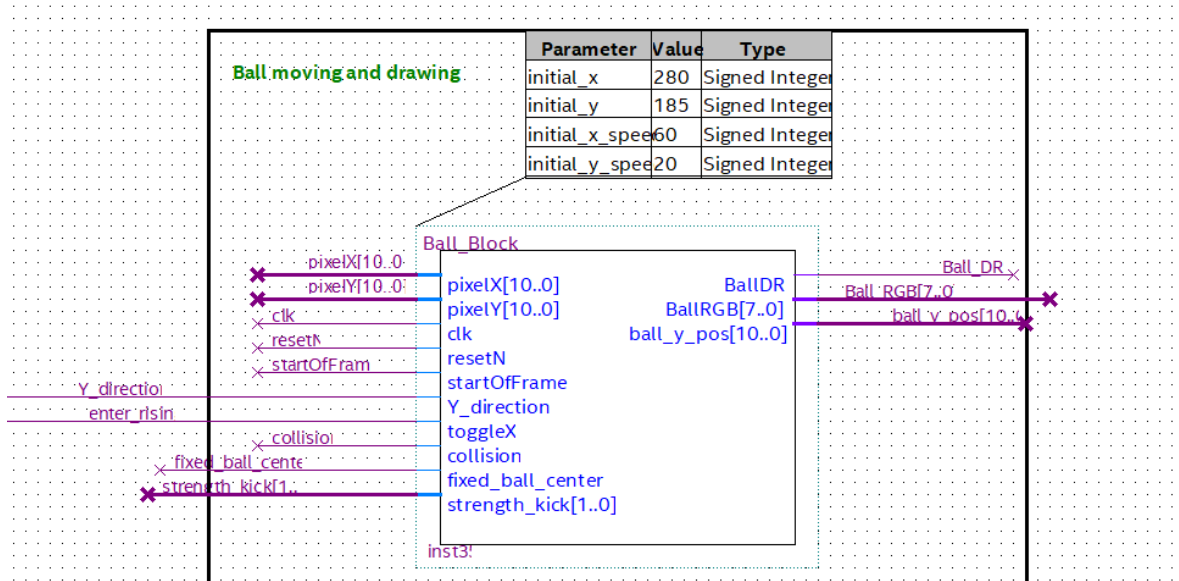 Ball moving and drawing
Parameter Value Type
initial_x 280 Signed Integer
initial_y 185 Signed Integer
initial_x_spee 60 Signed Integer
initial_y_spee 20 Signed Integer
Ball_Block
pixelX[10..0
pixelY[10..0
clk
resetN
startOfFram
Y_direction
enter_risin
collision
fixed_ball_cente
strength_kick[1..
pixelX[10..0]
pixelY[10..0]
clk
resetN
startOfFrame
Y_direction
toggleX
collision
fixed_ball_center
strength_kick[1..0]
BallDR
BallRGB[7..0]
ball_y_pos[10..0]
Ball_DR
Ball_RGB[7..0
ball_y_pos[10..0
inst3